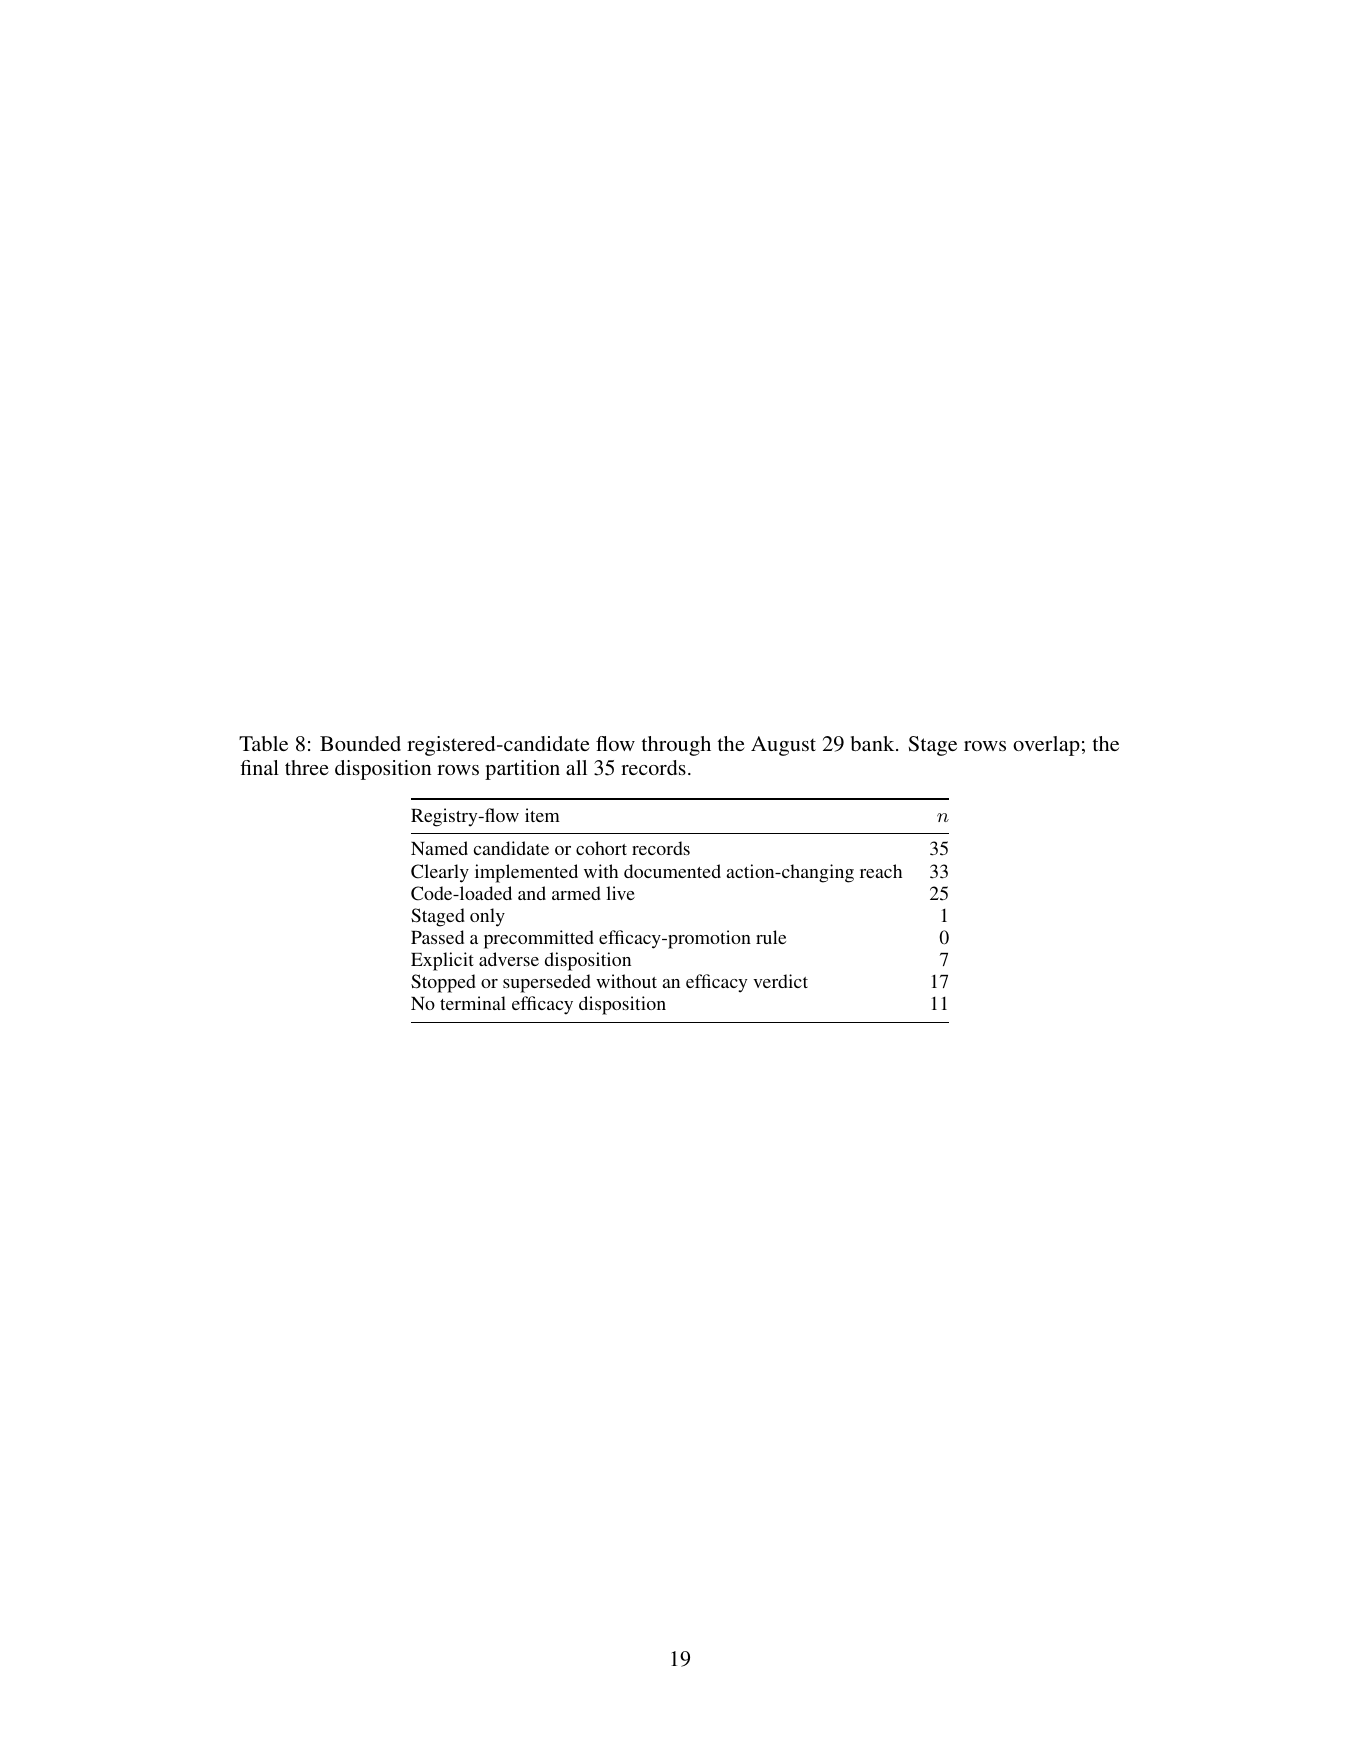 Table 8: Bounded registered-candidate flow through the August 29 bank. Stage rows overlap; the
final three disposition rows partition all 35 records.
Registry-flow item n
Named candidate or cohort records 35
Clearly implemented with documented action-changing reach 33
Code-loaded and armed live 25
Staged only 1
Passed a precommitted efficacy-promotion rule 0
Explicit adverse disposition 7
Stopped or superseded without an efficacy verdict 17
No terminal efficacy disposition 11
19